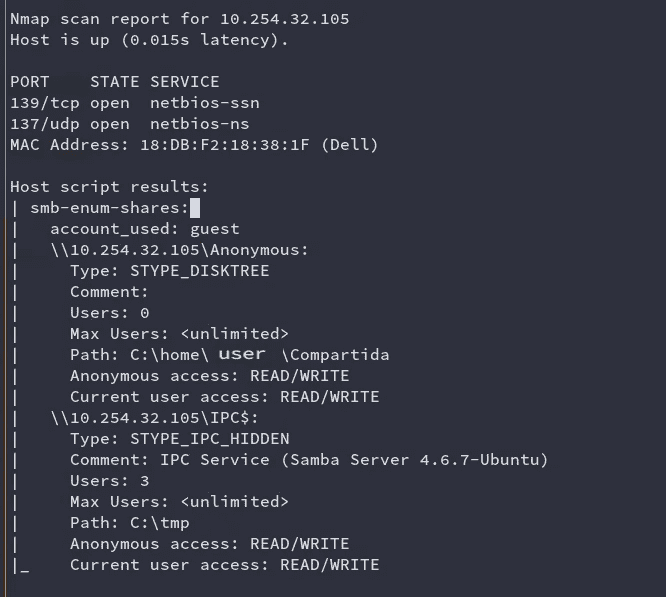 Nmap scan report for 10.254.32.105
Host is up (0.015s latency).
PORT    STATE SERVICE
139/tcp open  netbios-ssn
137/udp open  netbios-ns
MAC Address: 18:DB:F2:18:38:1F (Dell)
Host script results:
| smb-enum-shares:
|   account_used: guest
|   \\10.254.32.105\Anonymous:
|     Type: STYPE_DISKTREE
|     Comment:
|     Users: 0
|     Max Users: <unlimited>
|     Path: C:\home\ user \Compartida
|     Anonymous access: READ/WRITE
|     Current user access: READ/WRITE
|   \\10.254.32.105\IPC$:
|     Type: STYPE_IPC_HIDDEN
|     Comment: IPC Service (Samba Server 4.6.7-Ubuntu)
|     Users: 3
|     Max Users: <unlimited>
|     Path: C:\tmp
|     Anonymous access: READ/WRITE
|_    Current user access: READ/WRITE